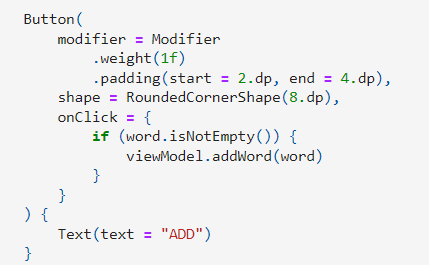 Button(
    modifier = Modifier
        .weight(1f)
        .padding(start = 2.dp, end = 4.dp),
    shape = RoundedCornerShape(8.dp),
    onClick = {
        if (word.isNotEmpty()) {
            viewModel.addWord(word)
        }
    }
) {
    Text(text = "ADD")
}